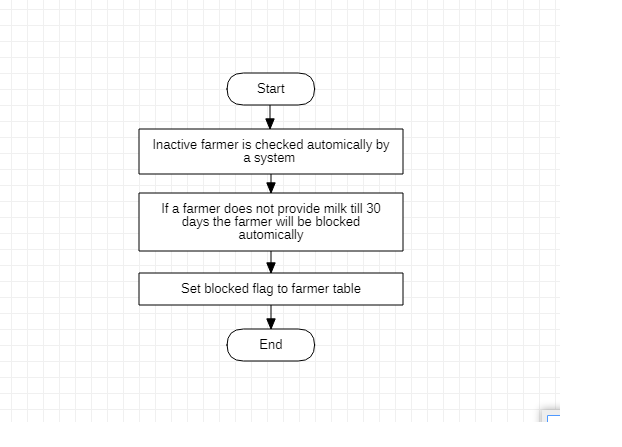 Start
Inactive farmer is checked automically by
a system
If a farmer does not provide milk till 30
days the farmer will be blocked
automically
Set blocked flag to farmer table
End